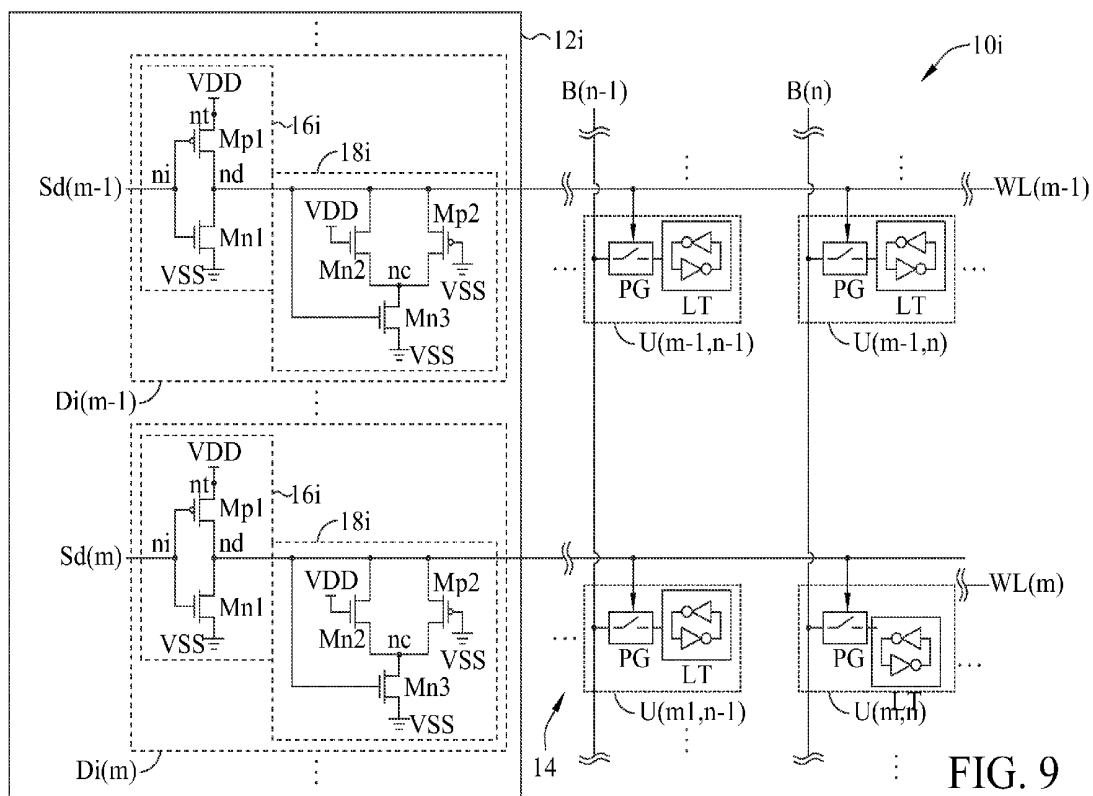 12i
10i
VDD
nt
16i
Mp1
ni
nd
Sd(m-1)
Mn1
VSS
18i
VDD
Mp2
Mn2
nc
VSS
Mn3
VSS
Di(m-1)
B(n-1)
B(n)
WL(m-1)
PG
LT
U(m-1,n-1)
PG
LT
U(m-1,n)
VDD
nt
16i
Mp1
ni
nd
Sd(m)
Mn1
VSS
18i
VDD
Mp2
Mn2
nc
VSS
Mn3
VSS
Di(m)
WL(m)
PG
LT
U(m1,n-1)
PG
LT
U(m,n)
14
FIG. 9